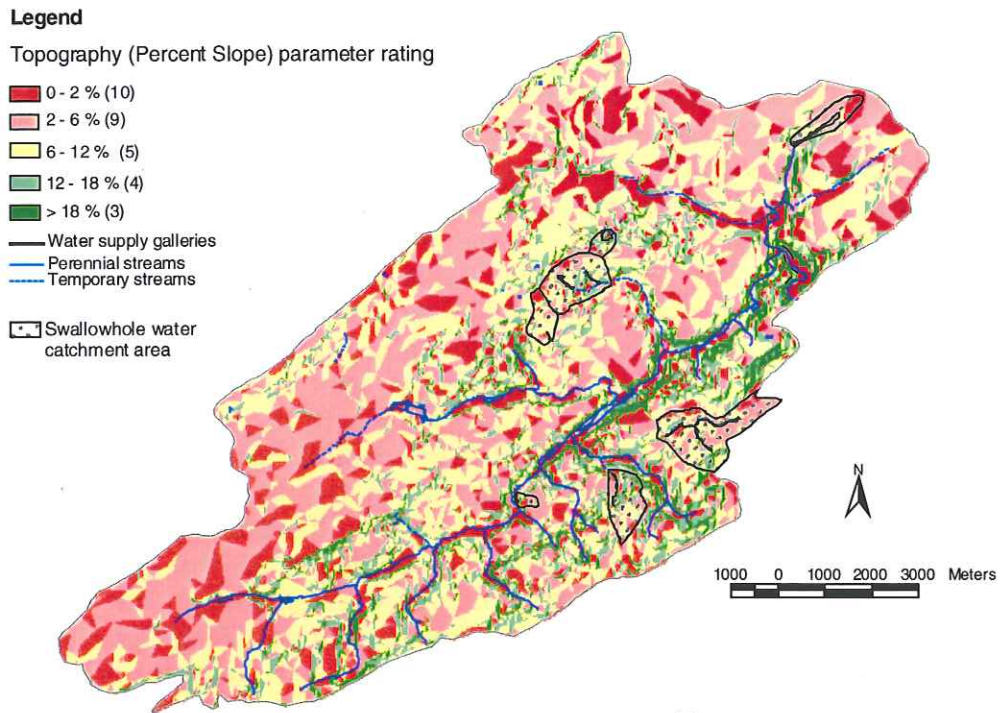 Legend
Topography (Percent Slope) parameter rating
0 - 2 % (10)
2 - 6 % (9)
6 - 12 % (5)
12 - 18 % (4)
> 18 % (3)
Water supply galleries
Perennial streams
Temporary streams
Swallowhole water
catchment area
N
1000 0 1000 2000 3000 Meters